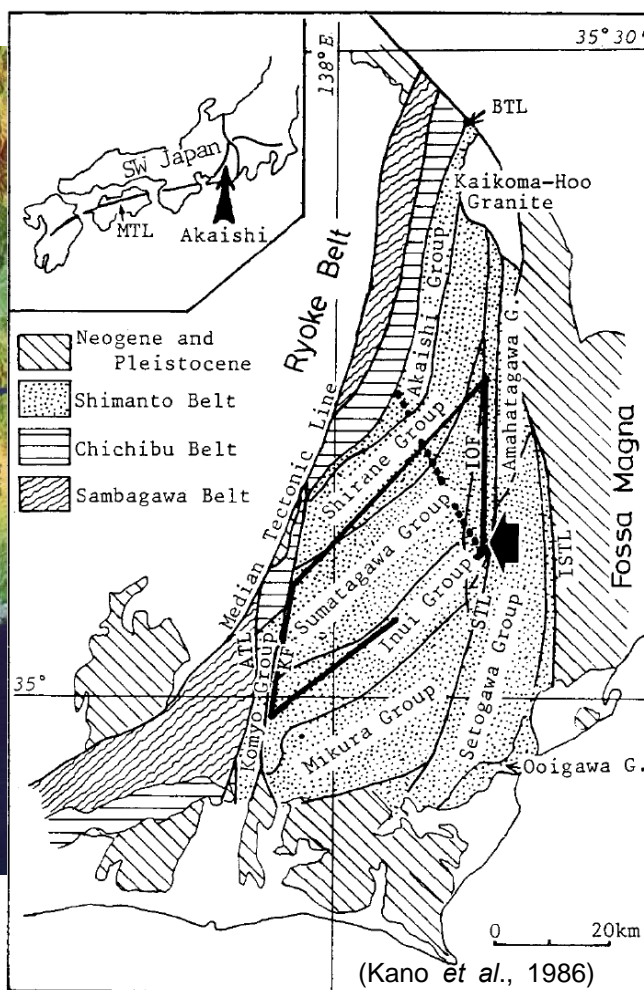 138°E
35°30'
BTL
SW Japan
MTL
Akaishi
Kaikoma-Hoo
Granite
Ryoke Belt
Akaishi Group
Amahatagawa G.
Neogene and
Pleistocene
Shimanto Belt
Chichibu Belt
Sambagawa Belt
Median Tectonic Line
Shirane Group
IOF
Fossa Magna
Sumatagawa Group
ISTL
Inui Group
STL
ATL
KF
Komyo Group
35°
Mikura Group
Setogawa Group
Ooigawa G.
0 20km
(Kano et al., 1986)